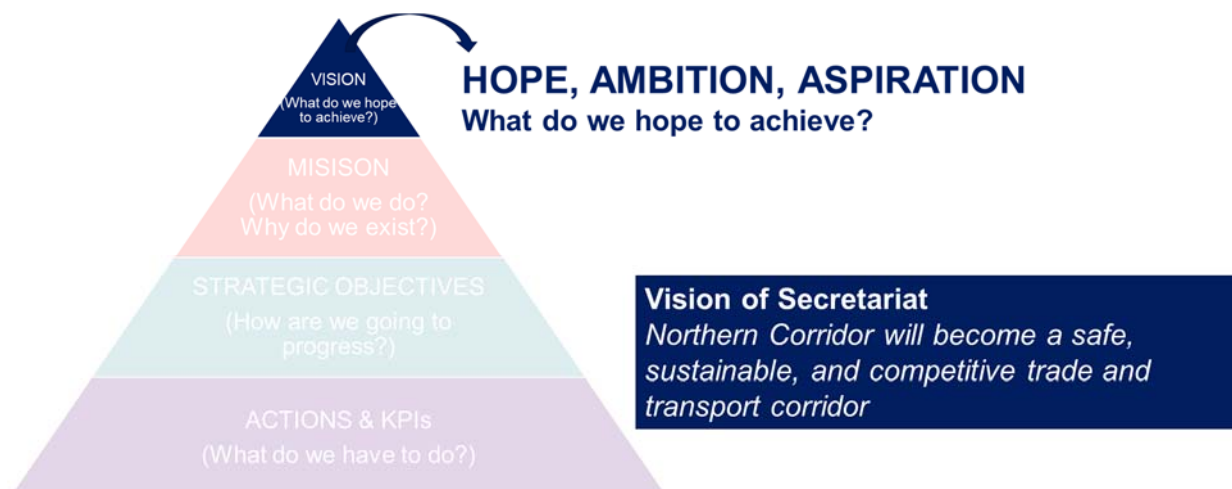 VISION
(What do we hope
to achieve?)
HOPE, AMBITION, ASPIRATION
What do we hope to achieve?
MISISON
(What do we do?
Why do we exist?)
STRATEGIC OBJECTIVES
(How are we going to
progress?)
Vision of Secretariat
Northern Corridor will become a safe,
sustainable, and competitive trade and
transport corridor
ACTIONS & KPIs
(What do we have to do?)